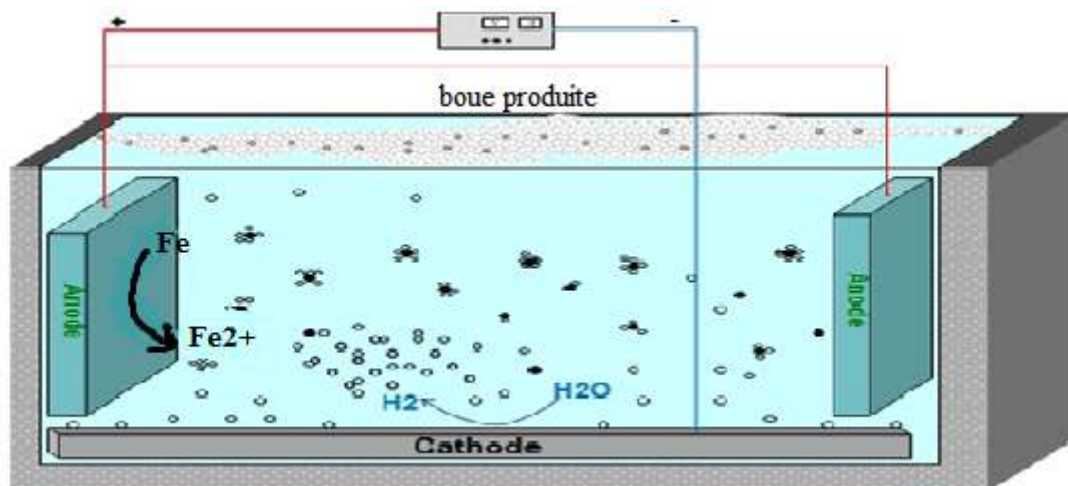 +
-
boue produite
Fe
Anode
Fe2+
Anode
H2
H2O
Cathode